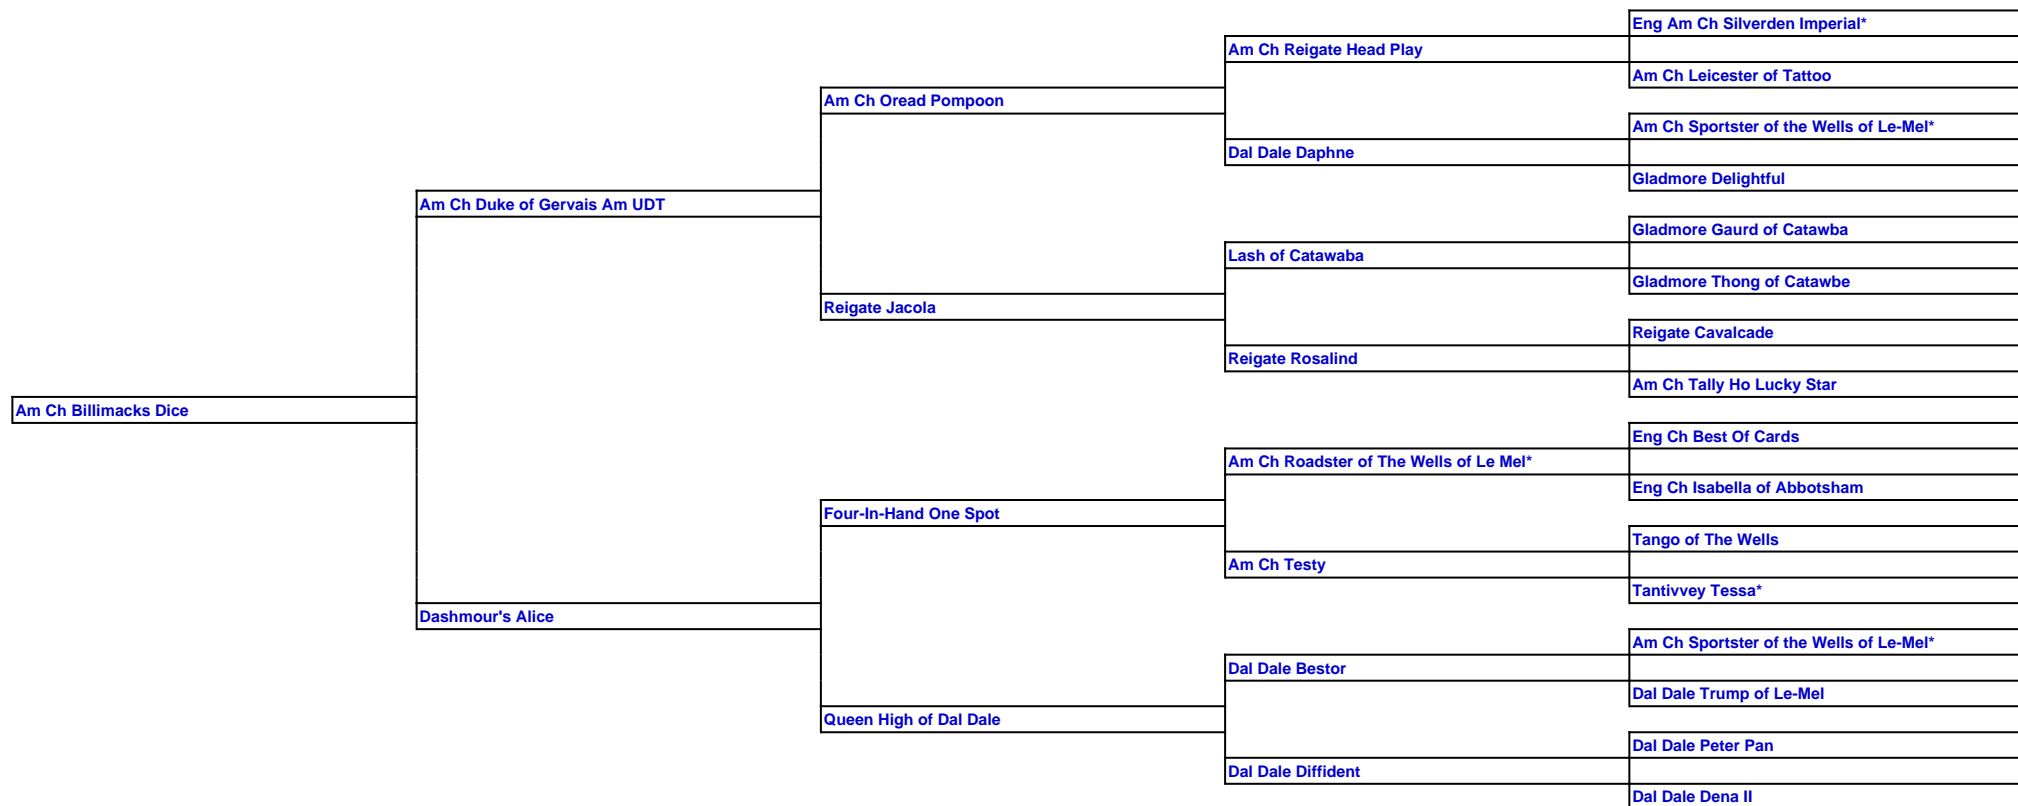 Eng Am Ch Silverden Imperial*
Am Ch Reigate Head Play
Am Ch Leicester of Tattoo
Am Ch Oread Pompoon
Am Ch Sportster of the Wells of Le-Mel*
Dal Dale Daphne
Gladmore Delightful
Am Ch Duke of Gervais Am UDT
Gladmore Gaurd of Catawba
Lash of Catawaba
Gladmore Thong of Catawbe
Reigate Jacola
Reigate Cavalcade
Reigate Rosalind
Am Ch Tally Ho Lucky Star
Am Ch Billimacks Dice
Eng Ch Best Of Cards
Am Ch Roadster of The Wells of Le Mel*
Eng Ch Isabella of Abbotsham
Four-In-Hand One Spot
Tango of The Wells
Am Ch Testy
Tantivvey Tessa*
Dashmour's Alice
Am Ch Sportster of the Wells of Le-Mel*
Dal Dale Bestor
Dal Dale Trump of Le-Mel
Queen High of Dal Dale
Dal Dale Peter Pan
Dal Dale Diffident
Dal Dale Dena II